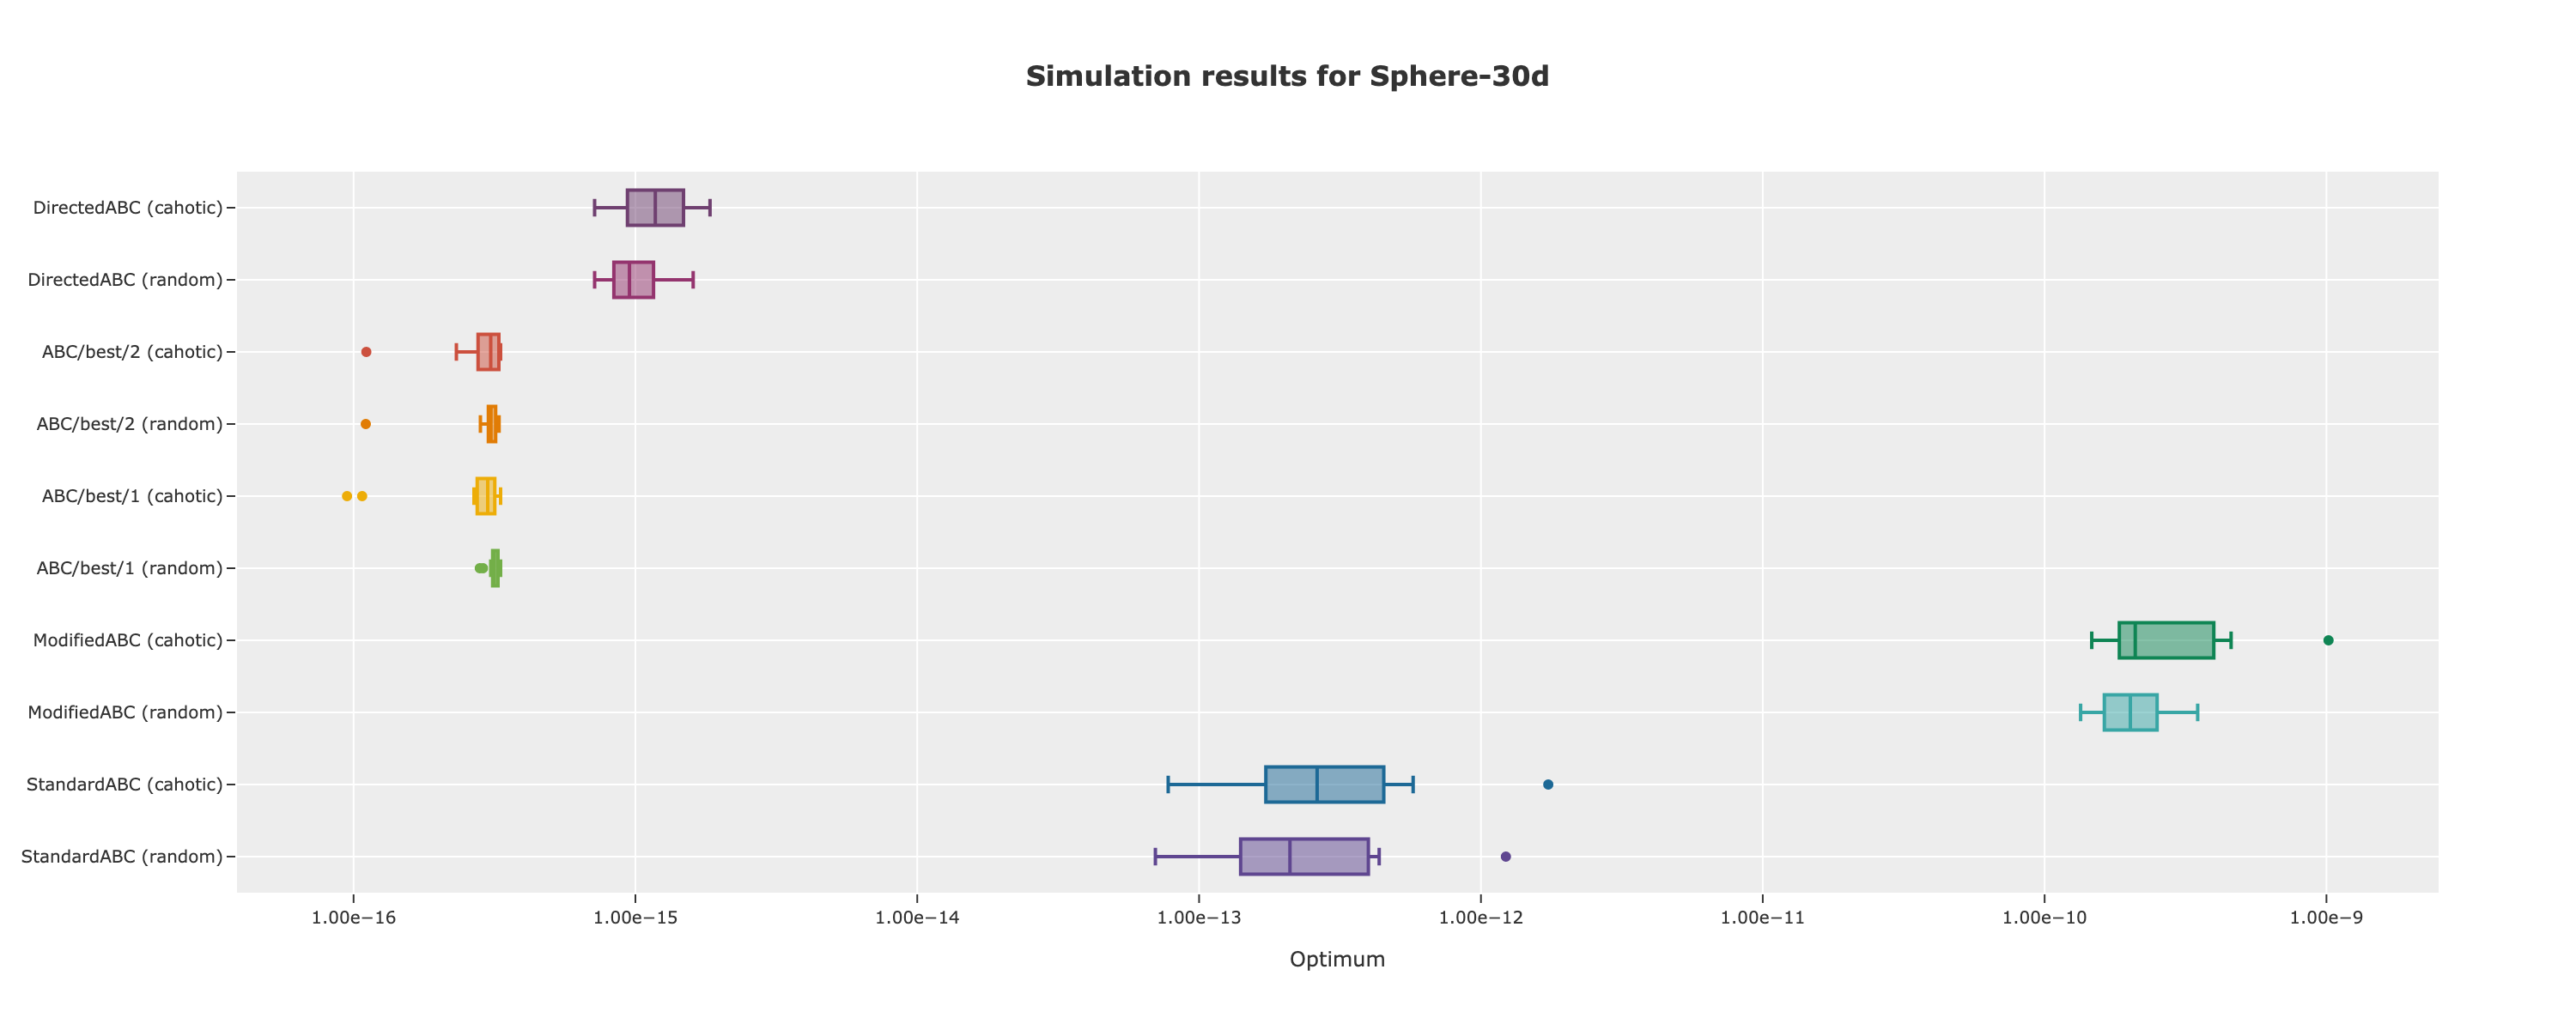 Simulation results for Sphere-30d
DirectedABC (cahotic)
DirectedABC (random)
ABC/best/2 (cahotic)
ABC/best/2 (random)
ABC/best/1 (cahotic)
ABC/best/1 (random)
ModifiedABC (cahotic)
ModifiedABC (random)
StandardABC (cahotic)
StandardABC (random)
1.00e−16 1.00e−15 1.00e−14 1.00e−13 1.00e−12 1.00e−11 1.00e−10 1.00e−9
Optimum